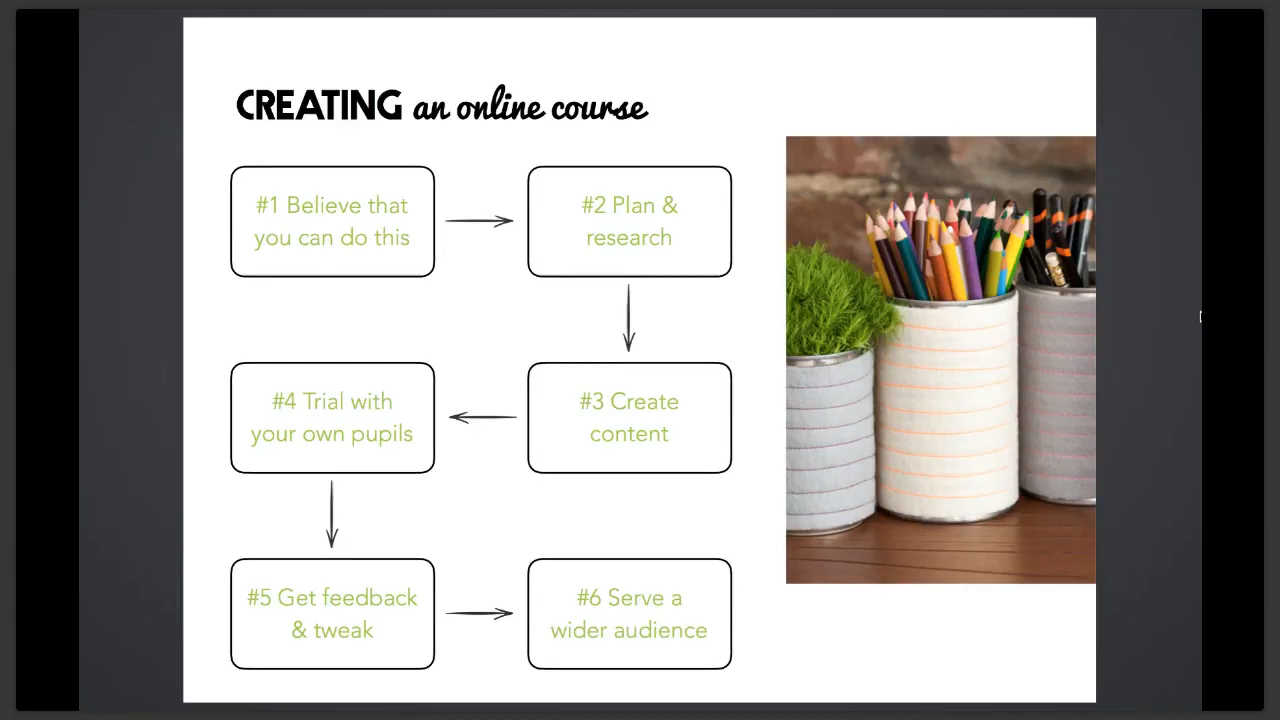 CREATING an online course
#1 Believe that
you can do this
#2 Plan &
research
#3 Create
content
#4 Trial with
your own pupils
#5 Get feedback
& tweak
#6 Serve a
wider audience